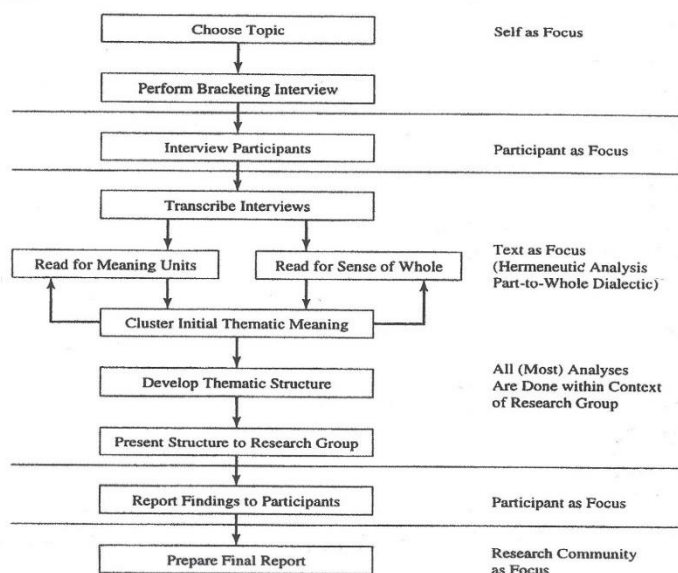 Choose Topic
Self as Focus
Perform Bracketing Interview
Interview Participants
Participant as Focus
Transcribe Interviews
Read for Meaning Units
Read for Sense of Whole
Text as Focus
(Hermeneutic Analysis
Part-to-Whole Dialectic)
Cluster Initial Thematic Meaning
Develop Thematic Structure
All (Most) Analyses
Are Done within Context
of Research Group
Present Structure to Research Group
Report Findings to Participants
Participant as Focus
Prepare Final Report
Research Community
as Focus